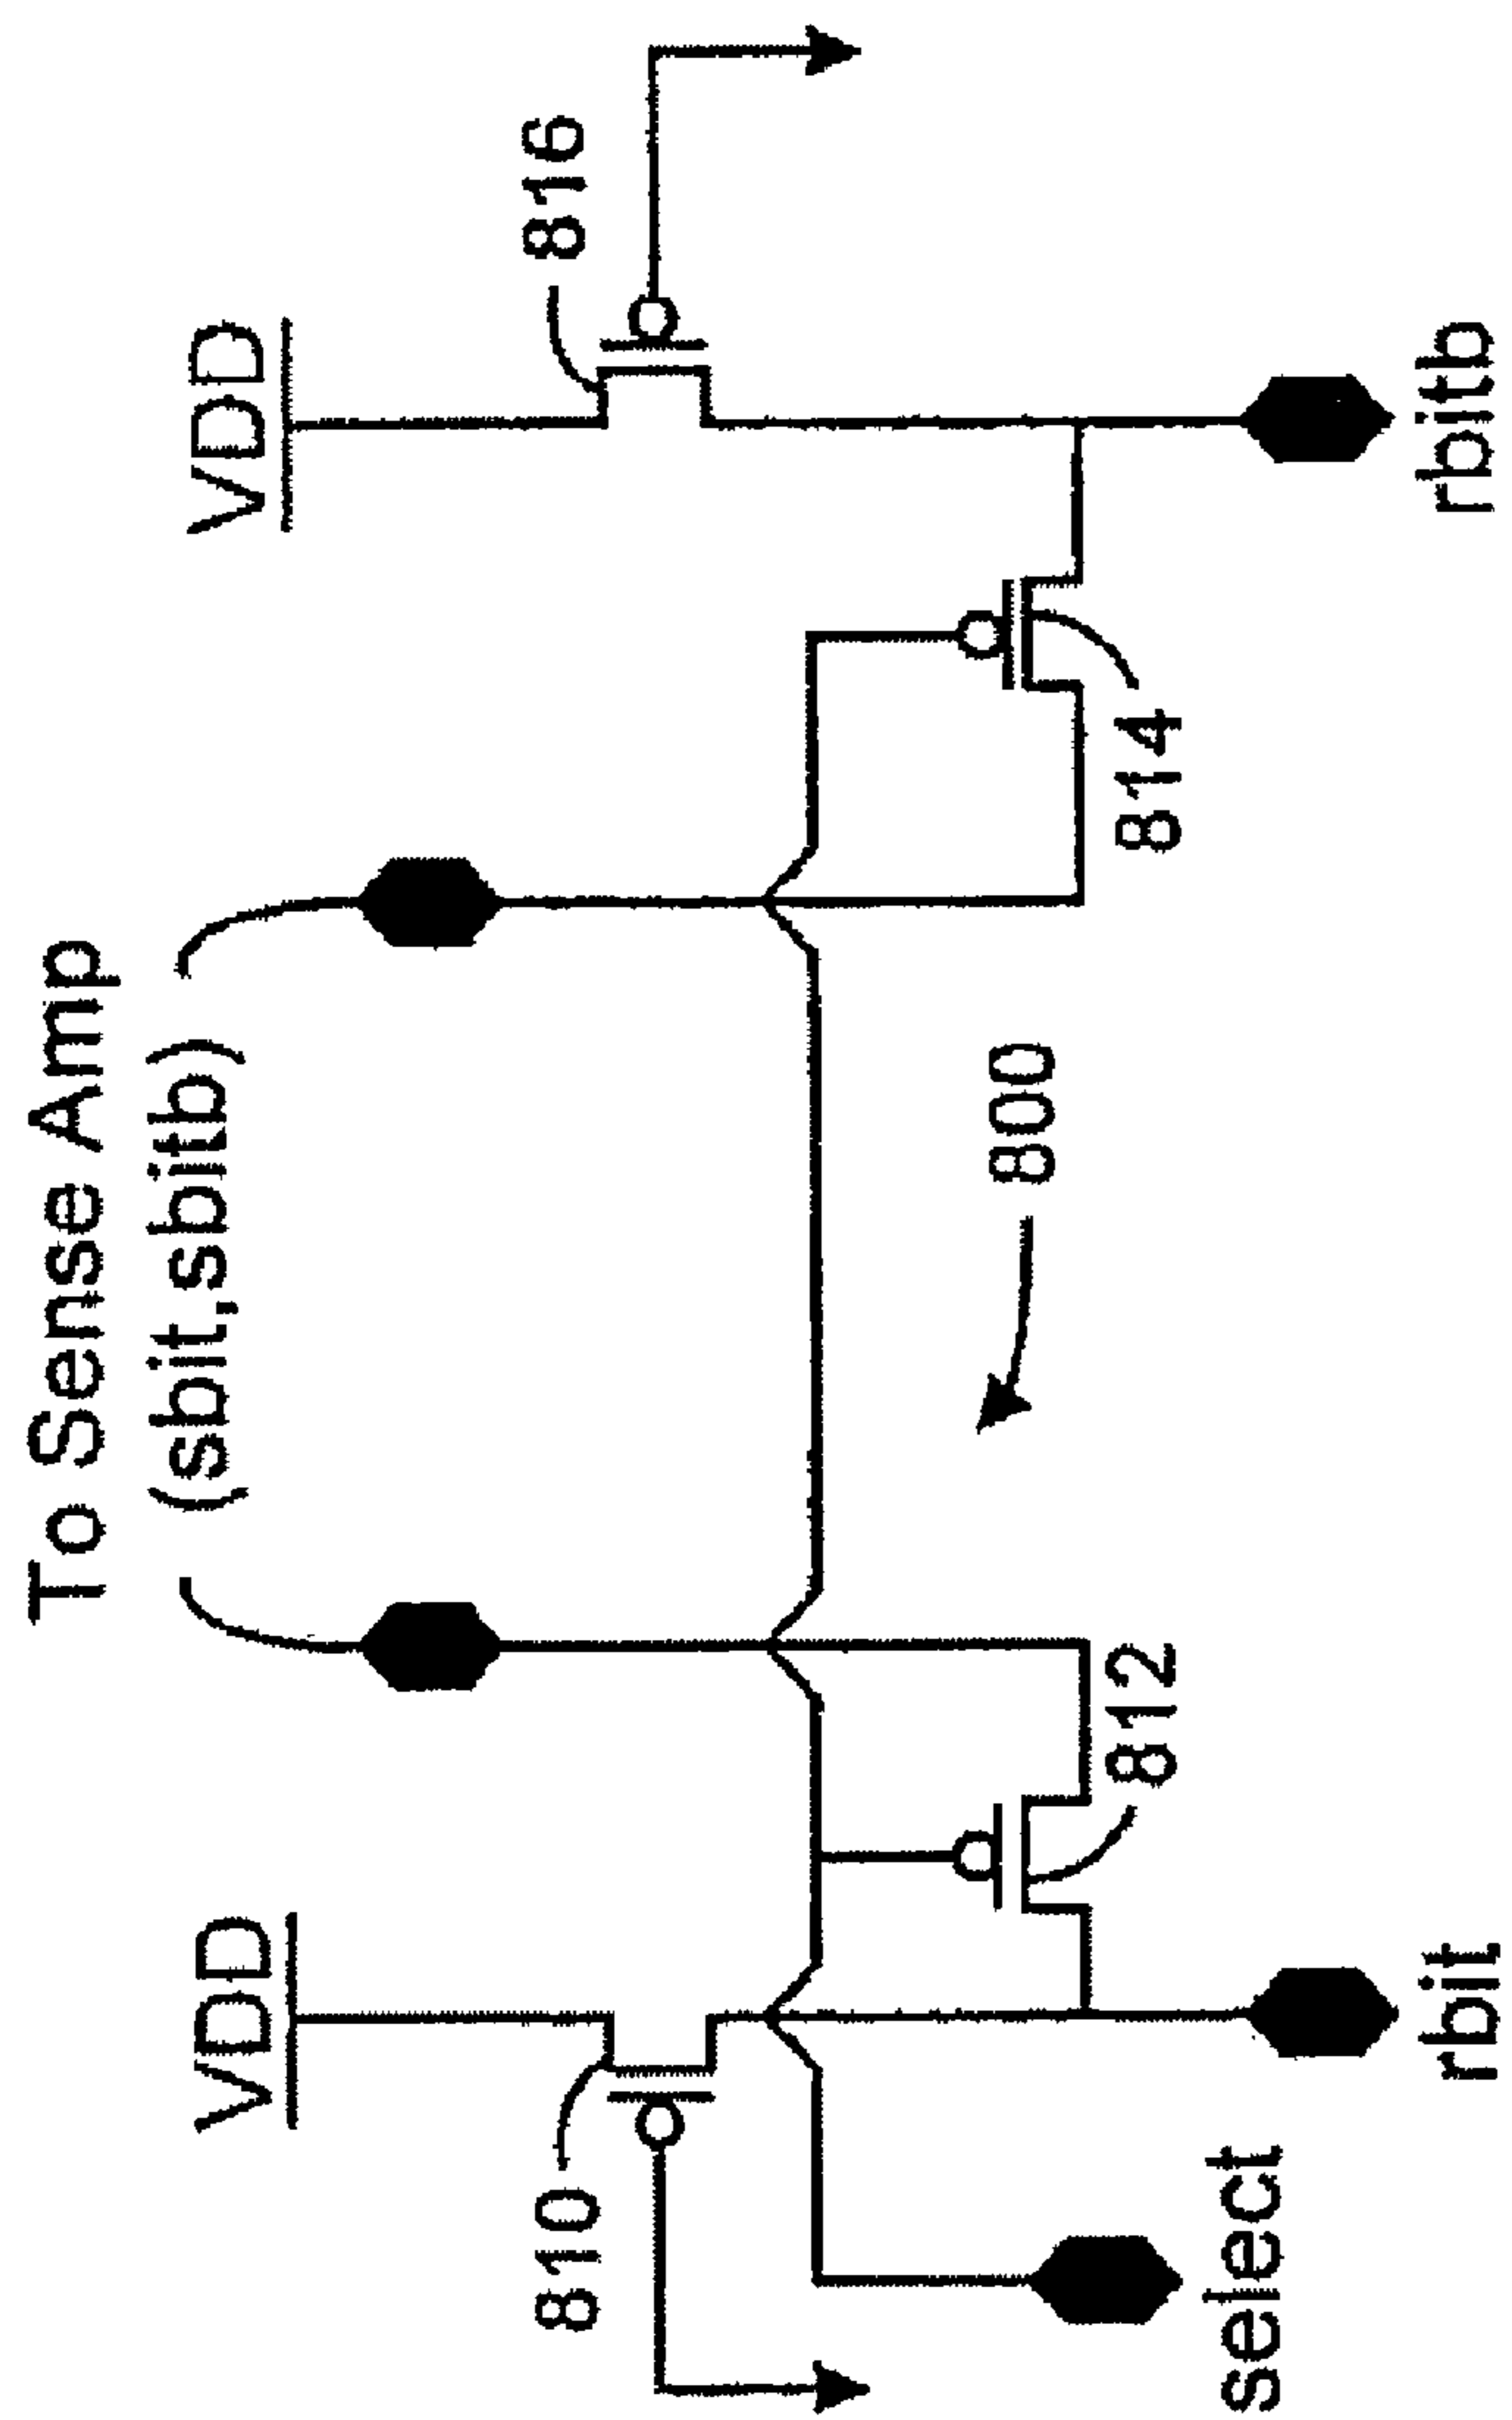 To Sense Amp
(sbit,sbitb)
VDD
VDD
810
816
800
812
814
select
rbit
rbitb